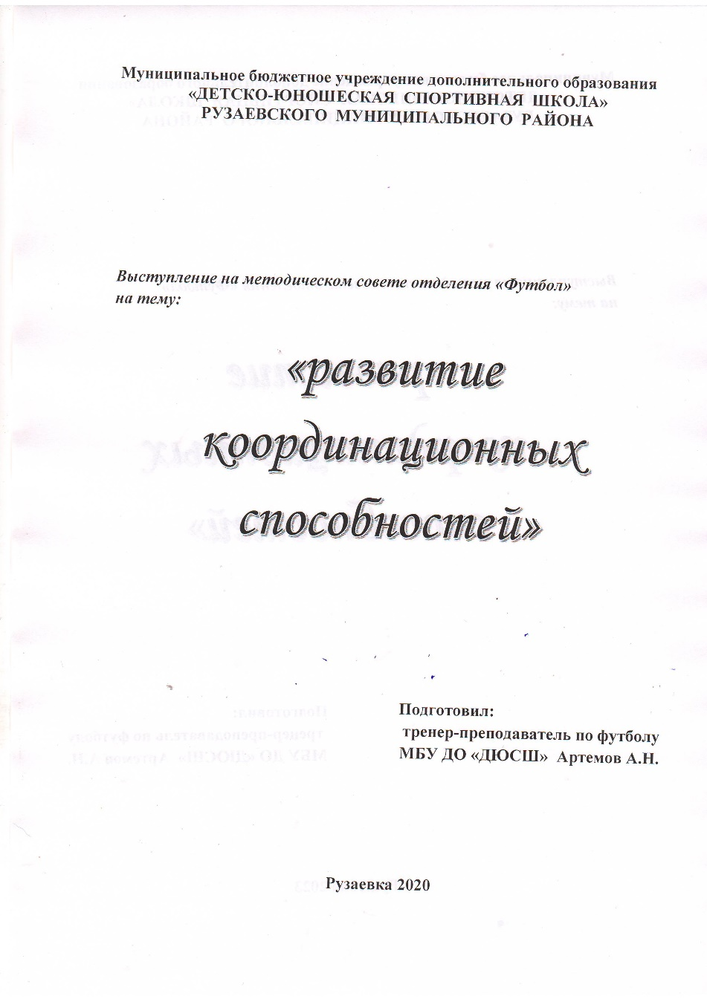 Муниципальное бюджетное учреждение дополнительного образования
«ДЕТСКО-ЮНОШЕСКАЯ СПОРТИВНАЯ ШКОЛА»
РУЗАЕВСКОГО МУНИЦИПАЛЬНОГО РАЙОНА
Выступление на методическом совете отделения «Футбол»
на тему:
«развитие
координационных
способностей»
Подготовил:
тренер-преподаватель по футболу
МБУ ДО «ДЮСШ» Артемов А.Н.
Рузаевка 2020